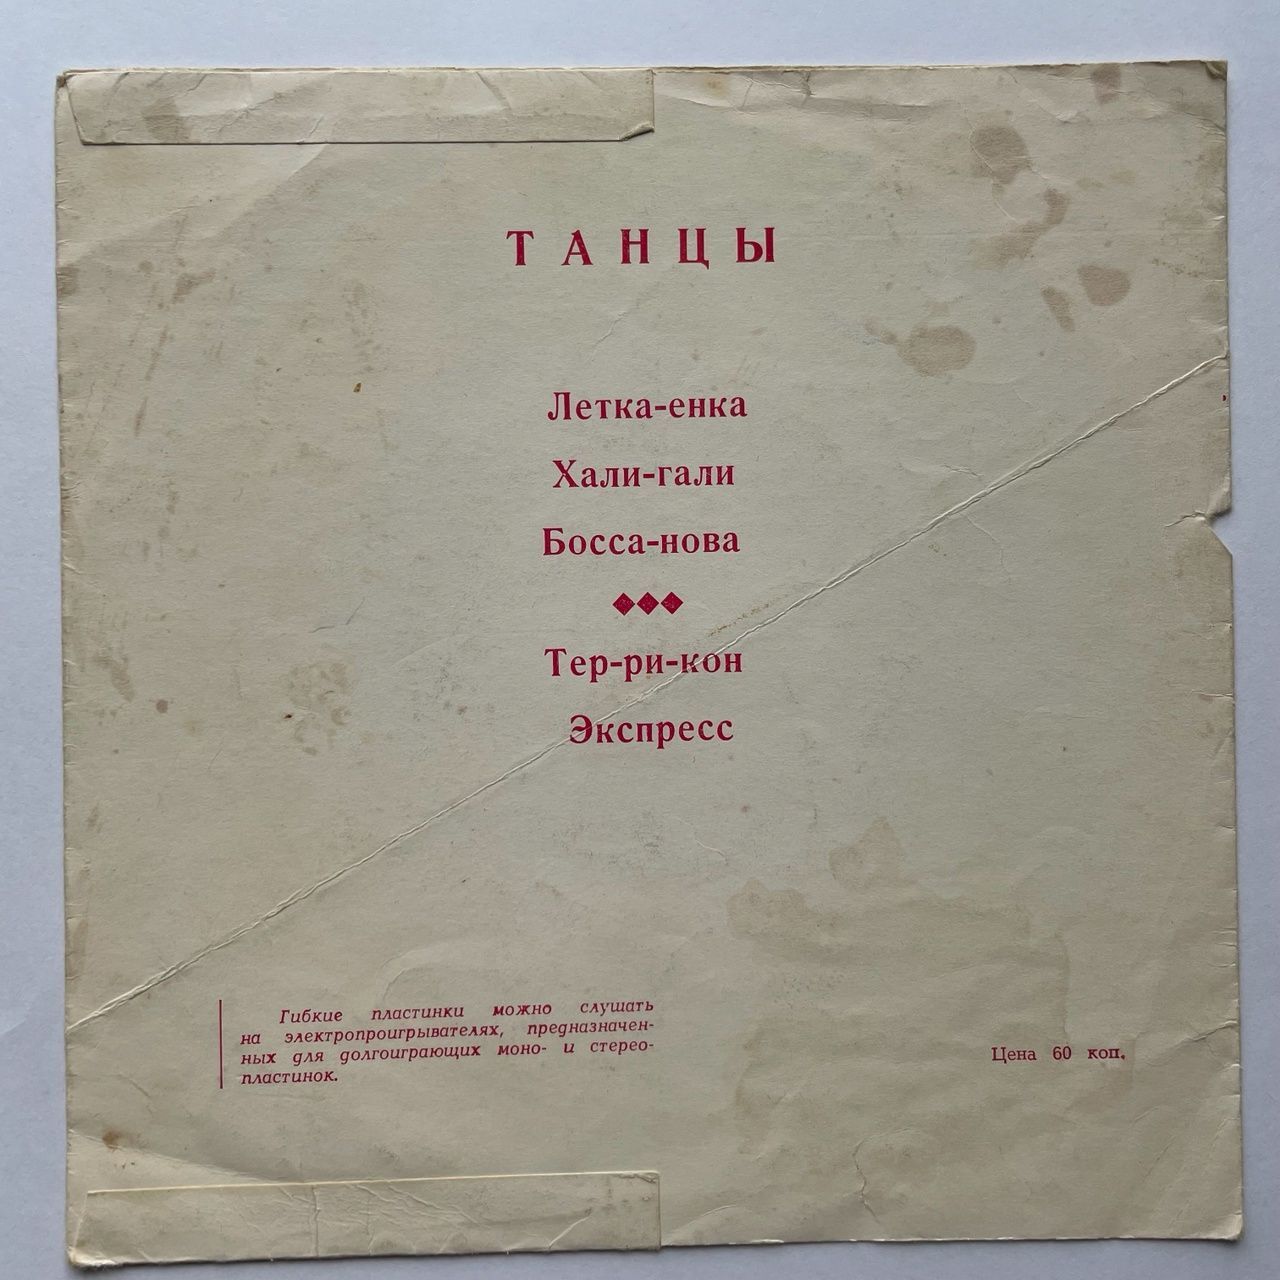 ТАНЦЫ
Летка-енка
Хали-гали
Босса-нова
Тер-ри-кон
Экспресс
Гибкие пластинки можно слушать
на электропроигрывателях, предназначен-
ных для долгоиграющих моно- и стерео-
пластинок.
Цена 60 коп.